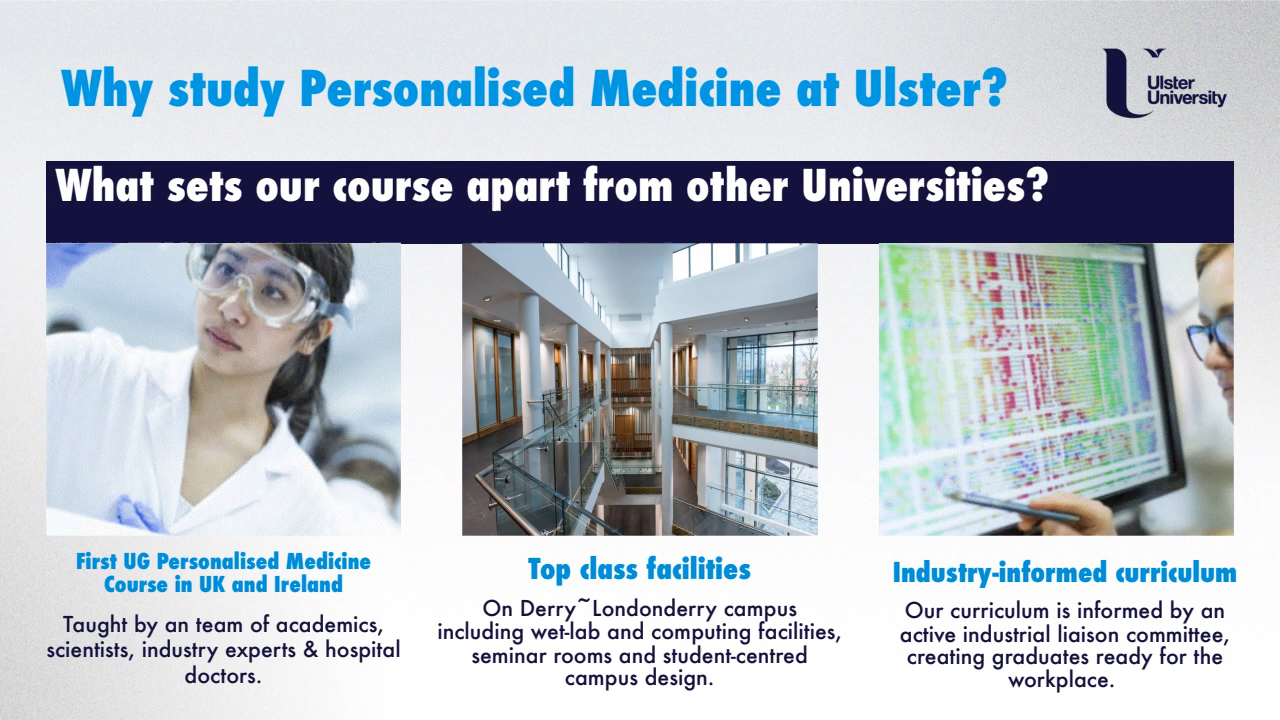 Why study Personalised Medicine at Ulster?
Ulster
University
What sets our course apart from other Universities?
First UG Personalised Medicine
Course in UK and Ireland
Taught by an team of academics,
scientists, industry experts & hospital
doctors.
Top class facilities
On Derry~Londonderry campus
including wet-lab and computing facilities,
seminar rooms and student-centred
campus design.
Industry-informed curriculum
Our curriculum is informed by an
active industrial liaison committee,
creating graduates ready for the
workplace.